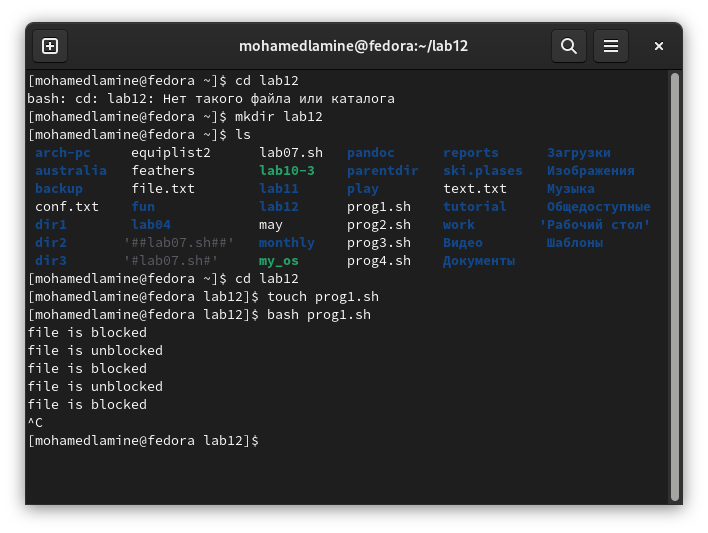 mohamedlamine@fedora:~/lab12
[mohamedlamine@fedora ~]$ cd lab12
bash: cd: lab12: Нет такого файла или каталога
[mohamedlamine@fedora ~]$ mkdir lab12
[mohamedlamine@fedora ~]$ ls
arch-pc equiplist2 lab07.sh pandoc reports Загрузки
australia feathers lab10-3 parentdir ski.plases Изображения
backup file.txt lab11 play text.txt Музыка
conf.txt fun lab12 prog1.sh tutorial Общедоступные
dir1 lab04 may prog2.sh work 'Рабочий стол'
dir2 '##lab07.sh##' monthly prog3.sh Видео Шаблоны
dir3 '#lab07.sh#' my_os prog4.sh Документы
[mohamedlamine@fedora ~]$ cd lab12
[mohamedlamine@fedora lab12]$ touch prog1.sh
[mohamedlamine@fedora lab12]$ bash prog1.sh
file is blocked
file is unblocked
file is blocked
file is unblocked
file is blocked
^C
[mohamedlamine@fedora lab12]$